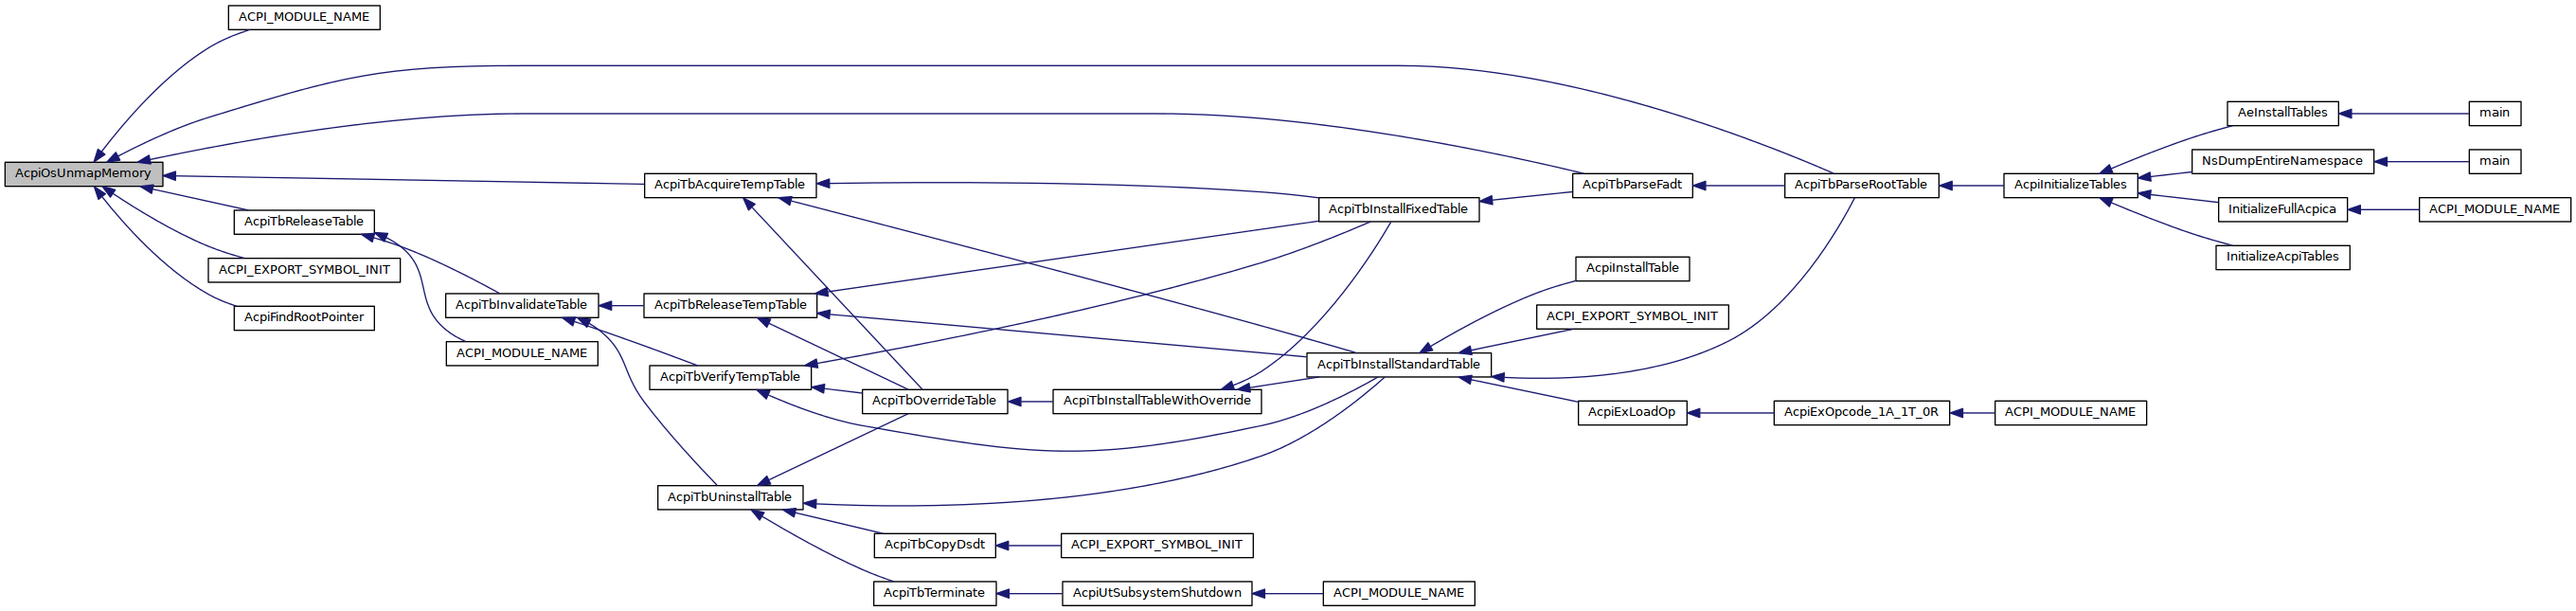 ACPI_MODULE_NAME
AeInstallTables
main
NsDumpEntireNamespace
main
AcpiOsUnmapMemory
AcpiTbAcquireTempTable
AcpiTbParseFadt
AcpiTbParseRootTable
AcpiInitializeTables
AcpiTbInstallFixedTable
InitializeFullAcpica
ACPI_MODULE_NAME
AcpiTbReleaseTable
InitializeAcpiTables
ACPI_EXPORT_SYMBOL_INIT
AcpiInstallTable
AcpiTbInvalidateTable
AcpiTbReleaseTempTable
AcpiFindRootPointer
ACPI_EXPORT_SYMBOL_INIT
ACPI_MODULE_NAME
AcpiTbInstallStandardTable
AcpiTbVerifyTempTable
AcpiTbOverrideTable
AcpiTbInstallTableWithOverride
AcpiExLoadOp
AcpiExOpcode_1A_1T_0R
ACPI_MODULE_NAME
AcpiTbUninstallTable
AcpiTbCopyDsdt
ACPI_EXPORT_SYMBOL_INIT
AcpiTbTerminate
AcpiUtSubsystemShutdown
ACPI_MODULE_NAME